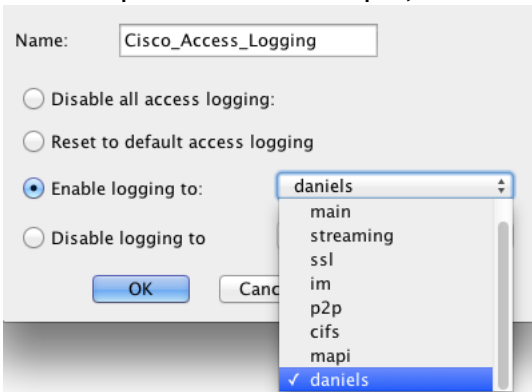 Name: Cisco_Access_Logging
Disable all access logging:
Reset to default access logging
Enable logging to: daniels
main
Disable logging to
streaming
ssl
im
p2p
cifs
mapi
✓ daniels
OK
Canc